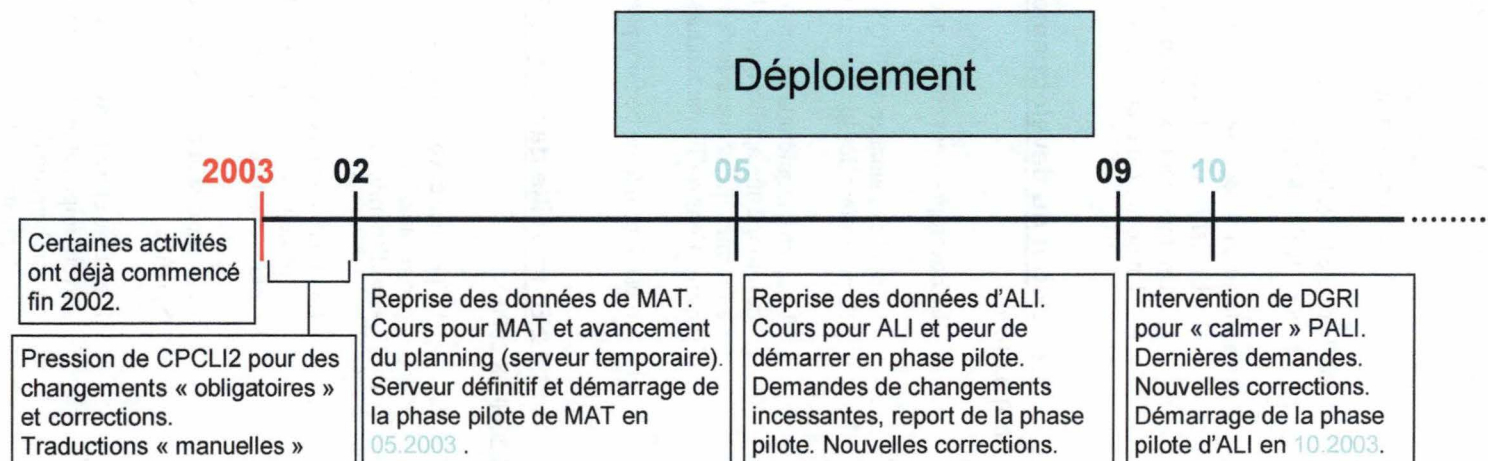 Déploiement
2003 02 05 09 10
Certaines activités
ont déjà commencé
fin 2002.
Pression de CPCLI2 pour des
changements « obligatoires »
et corrections.
Traductions « manuelles »
Reprise des données de MAT.
Cours pour MAT et avancement
du planning (serveur temporaire).
Serveur définitif et démarrage de
la phase pilote de MAT en
05.2003 .
Reprise des données d'ALI.
Cours pour ALI et peur de
démarrer en phase pilote.
Demandes de changements
incessantes, report de la phase
pilote. Nouvelles corrections.
Intervention de DGRI
pour « calmer » PALI.
Dernières demandes.
Nouvelles corrections.
Démarrage de la phase
pilote d'ALI en 10.2003.